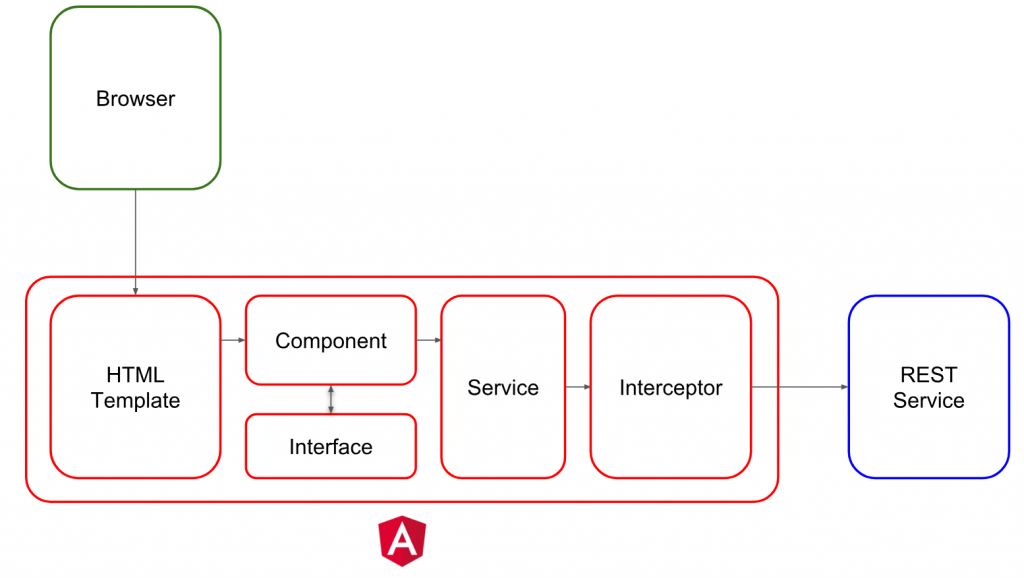 Browser
HTML
Template
Component
Interface
Service
Interceptor
REST
Service
A